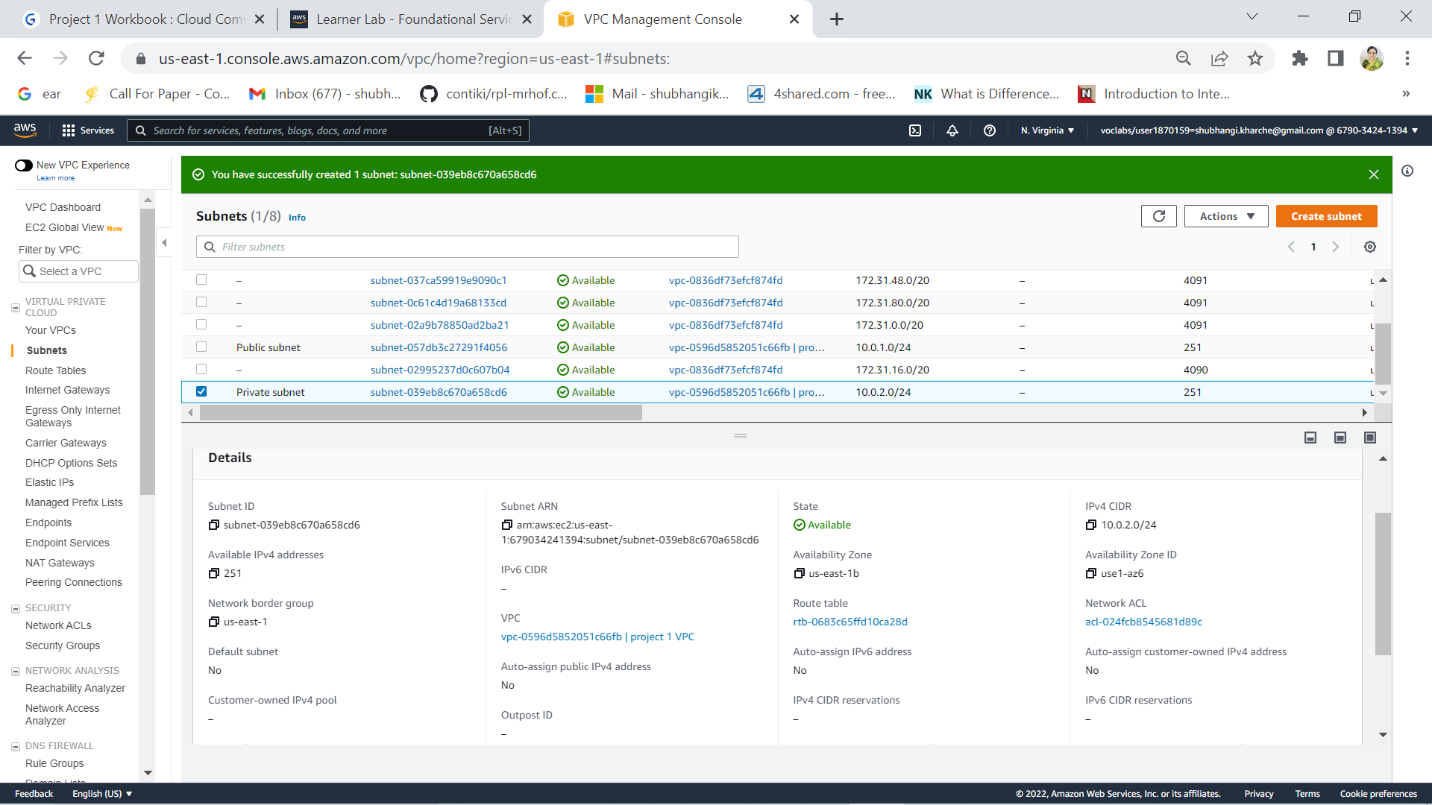 Project 1 Workbook : Cloud Com
Learner Lab - Foundational Servic
VPC Management Console
us-east-1.console.aws.amazon.com/vpc/home?region=us-east-1#subnets:
ear
Call For Paper - Co...
Inbox (677) - shubh...
contiki/rpl-mrhof.c...
Mail - shubhangik...
4shared.com - free...
NK What is Difference...
Introduction to Inte...
»
aws
Services
Search for services, features, blogs, docs, and more [Alt+S]
N. Virginia ▼
voclabs/user1870159=shubhangi.kharche@gmail.com @ 6790-3424-1394 ▼
New VPC Experience
Learn more
VPC Dashboard
EC2 Global View New
Filter by VPC:
Select a VPC
VIRTUAL PRIVATE
CLOUD
Your VPCs
Subnets
Route Tables
Internet Gateways
Egress Only Internet
Gateways
Carrier Gateways
DHCP Options Sets
Elastic IPs
Managed Prefix Lists
Endpoints
Endpoint Services
NAT Gateways
Peering Connections
SECURITY
Network ACLs
Security Groups
NETWORK ANALYSIS
Reachability Analyzer
Network Access
Analyzer
DNS FIREWALL
Rule Groups
Domain Lists
You have successfully created 1 subnet: subnet-039eb8c670a658cd6
Subnets (1/8) Info
Actions ▼
Create subnet
Filter subnets
1
– subnet-037ca59919e9090c1 Available vpc-0836df73efcf874fd 172.31.48.0/20 – 4091
– subnet-0c61c4d19a68133cd Available vpc-0836df73efcf874fd 172.31.80.0/20 – 4091
– subnet-02a9b78850ad2ba21 Available vpc-0836df73efcf874fd 172.31.0.0/20 – 4091
Public subnet subnet-057db3c27291f4056 Available vpc-0596d5852051c66fb | pro... 10.0.1.0/24 – 251
– subnet-02995237d0c607b04 Available vpc-0836df73efcf874fd 172.31.16.0/20 – 4090
Private subnet subnet-039eb8c670a658cd6 Available vpc-0596d5852051c66fb | pro... 10.0.2.0/24 – 251
Details
Subnet ID
subnet-039eb8c670a658cd6
Available IPv4 addresses
251
Network border group
us-east-1
Default subnet
No
Customer-owned IPv4 pool
–
Subnet ARN
arn:aws:ec2:us-east-
1:679034241394:subnet/subnet-039eb8c670a658cd6
IPv6 CIDR
–
VPC
vpc-0596d5852051c66fb | project 1 VPC
Auto-assign public IPv4 address
No
Outpost ID
–
State
Available
Availability Zone
us-east-1b
Route table
rtb-0683c65ffd10ca28d
Auto-assign IPv6 address
No
IPv4 CIDR reservations
–
IPv4 CIDR
10.0.2.0/24
Availability Zone ID
use1-az6
Network ACL
acl-024fcb8545681d89c
Auto-assign customer-owned IPv4 address
No
IPv6 CIDR reservations
–
Feedback
English (US) ▼
© 2022, Amazon Web Services, Inc. or its affiliates.
Privacy
Terms
Cookie preferences